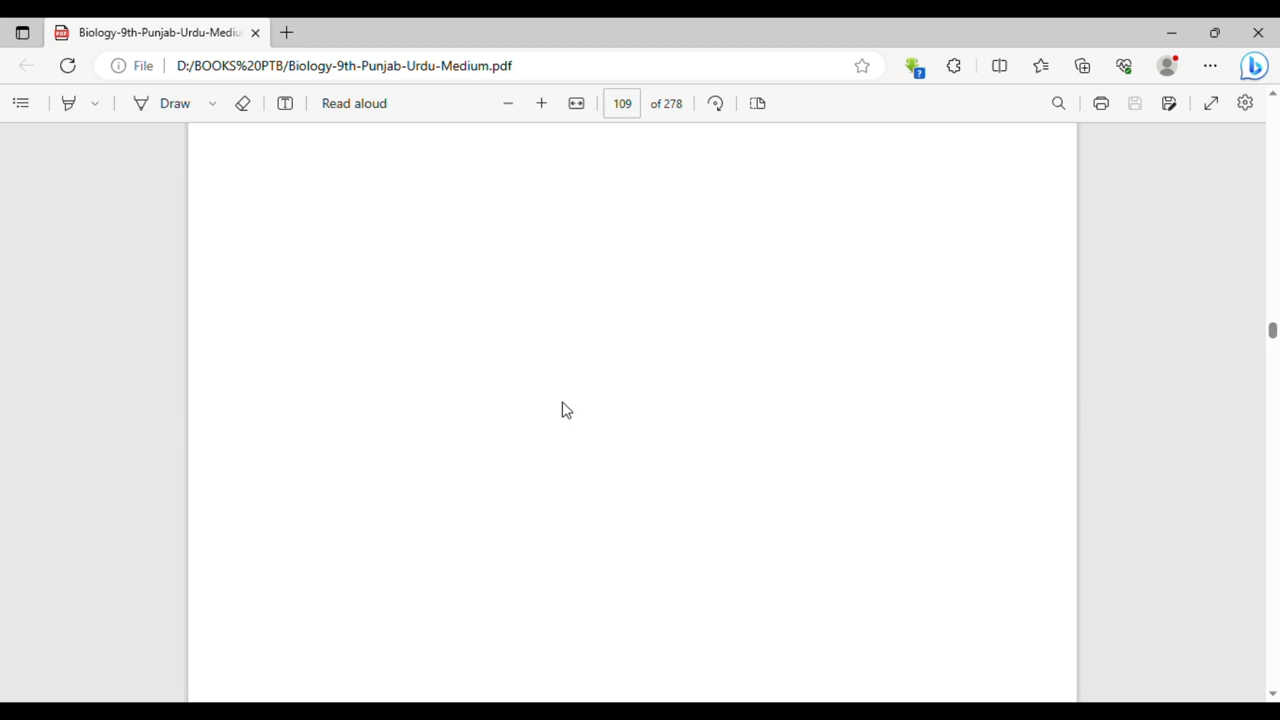 Biology-9th-Punjab-Urdu-Mediu
File
D:/BOOKS%20PTB/Biology-9th-Punjab-Urdu-Medium.pdf
Draw
Read aloud
109
of 278